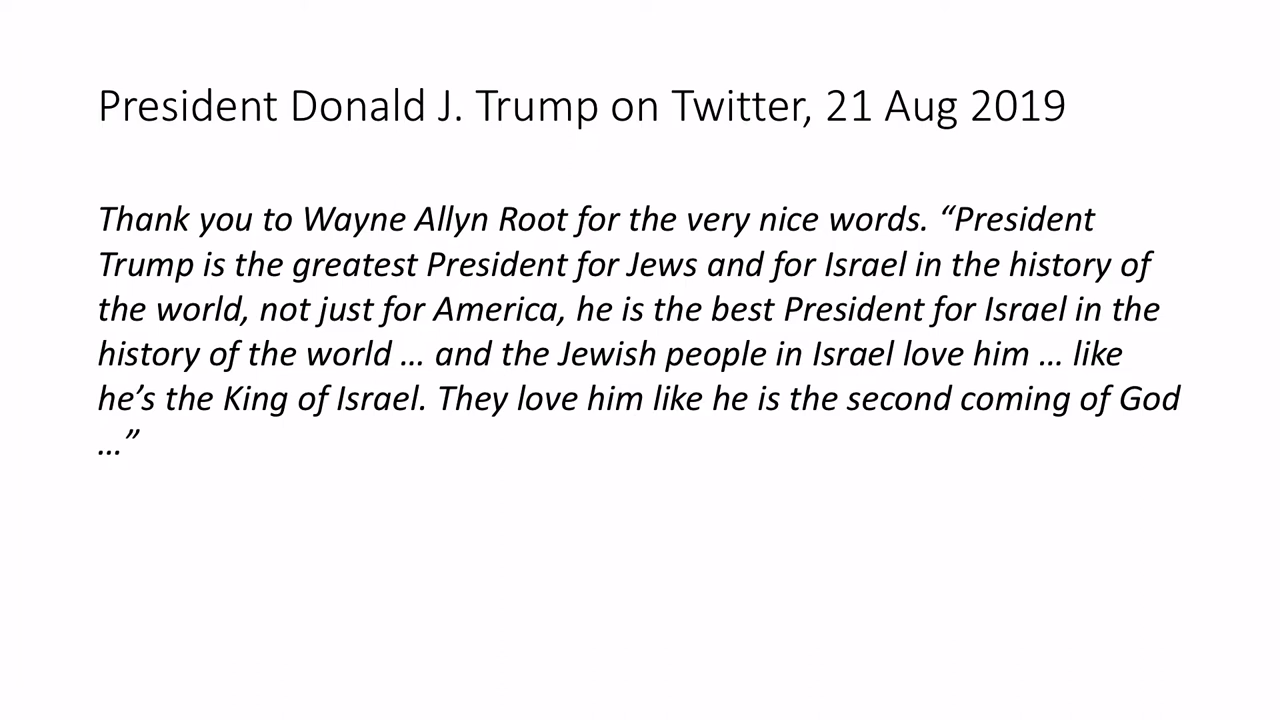 President Donald J. Trump on Twitter, 21 Aug 2019
Thank you to Wayne Allyn Root for the very nice words. “President
Trump is the greatest President for Jews and for Israel in the history of
the world, not just for America, he is the best President for Israel in the
history of the world … and the Jewish people in Israel love him … like
he’s the King of Israel. They love him like he is the second coming of God
…”